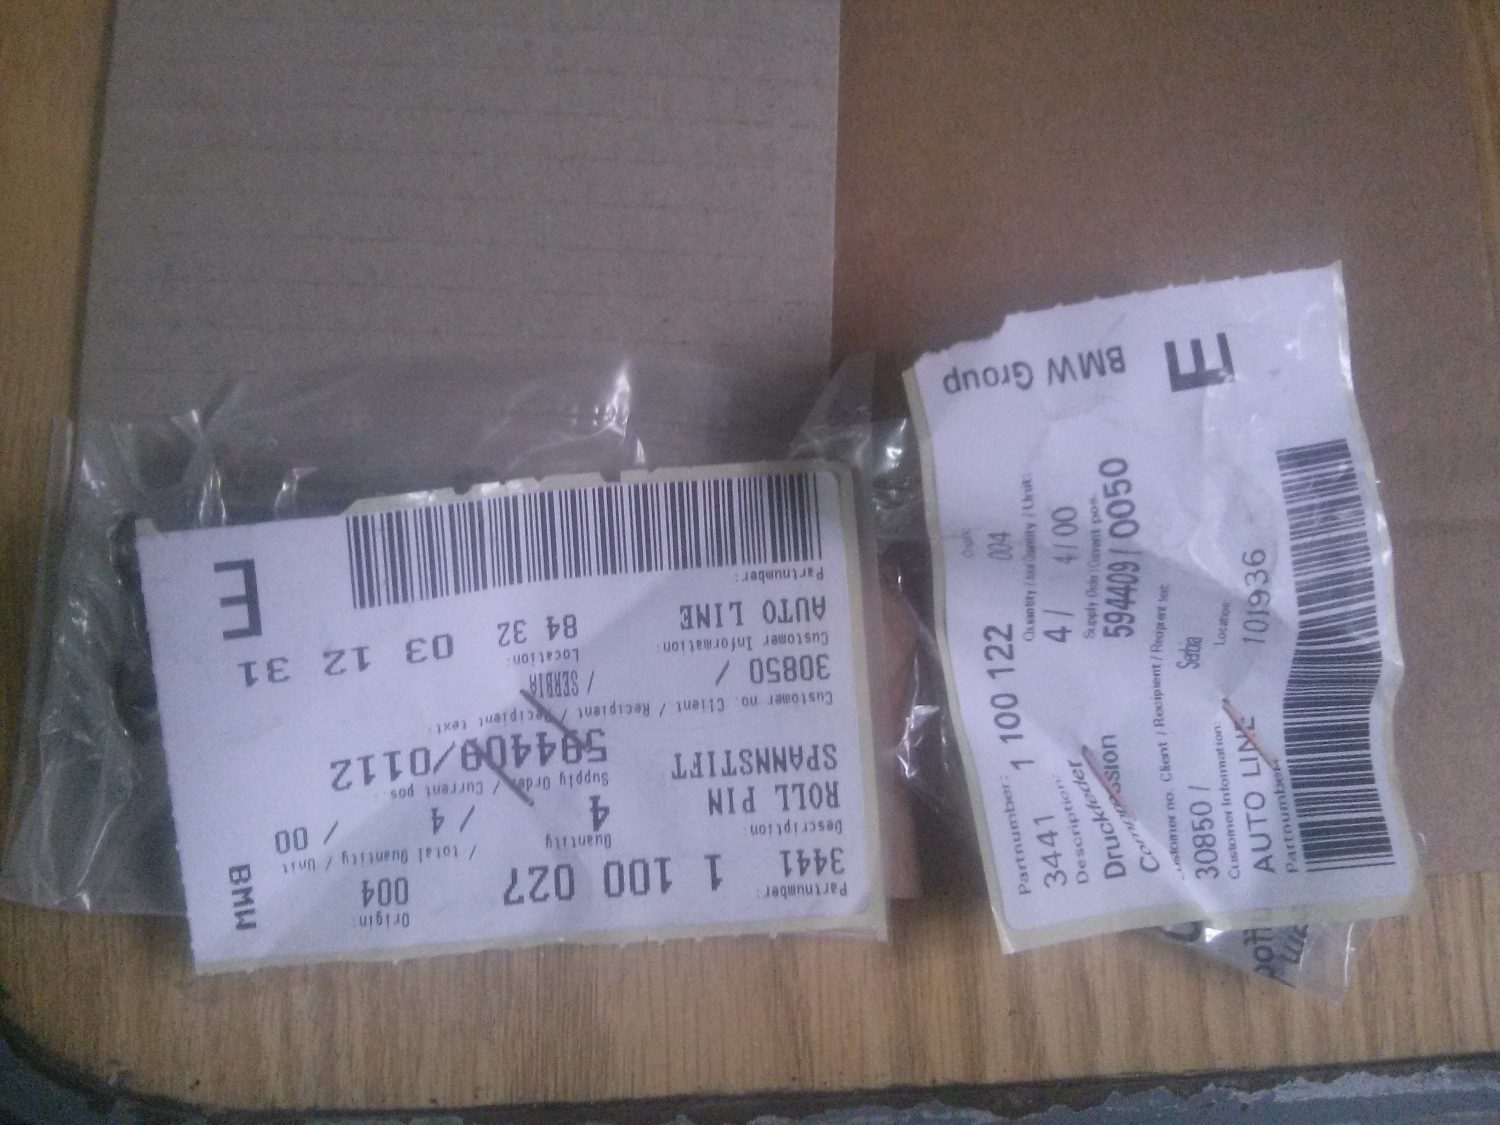 Partnumber:
Origin:
3441 1 100 027 004
BMW
Description:
Quantity / total Quantity / Unit
ROLL PIN 4 / 4 / 00
SPANNSTIFT
Supply Order / Current pos:
594409/0112
Customer no. Client / Recipient / Recipient text:
30850 / / SERBIA
Customer Information:
Location:
AUTO LINE 84 32 03 12 31
Partnumber:
E
BMW Group
E
Partnumber:
3441 1 100 122 004
Description:
Quantity / total Quantity / Unit:
Druckfeder 4 / 4 / 00
Supply Order / Current pos.
594409 / 0050
Customer no. Client / Recipient / Recipient text:
30850 / Serbia
Customer Information:
Location:
AUTO LINE 101936
Partnumber